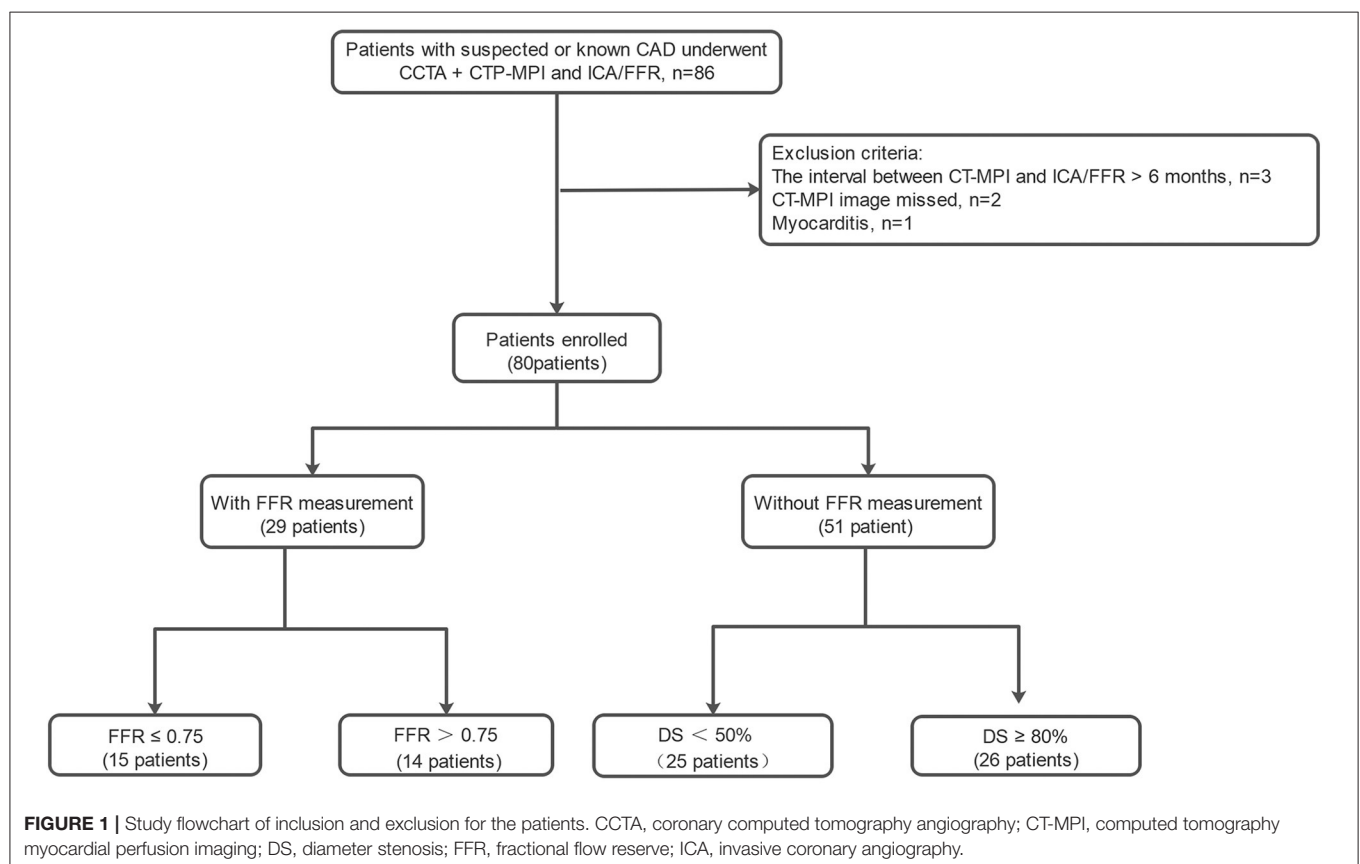 Patients with suspected or known CAD underwent
CCTA + CTP-MPI and ICA/FFR, n=86
Exclusion criteria:
The interval between CT-MPI and ICA/FFR > 6 months, n=3
CT-MPI image missed, n=2
Myocarditis, n=1
Patients enrolled
(80patients)
With FFR measurement
(29 patients)
Without FFR measurement
(51 patient)
FFR ≤ 0.75
(15 patients)
FFR > 0.75
(14 patients)
DS < 50%
(25 patients)
DS ≥ 80%
(26 patients)
FIGURE 1 | Study flowchart of inclusion and exclusion for the patients. CCTA, coronary computed tomography angiography; CT-MPI, computed tomography
myocardial perfusion imaging; DS, diameter stenosis; FFR, fractional flow reserve; ICA, invasive coronary angiography.